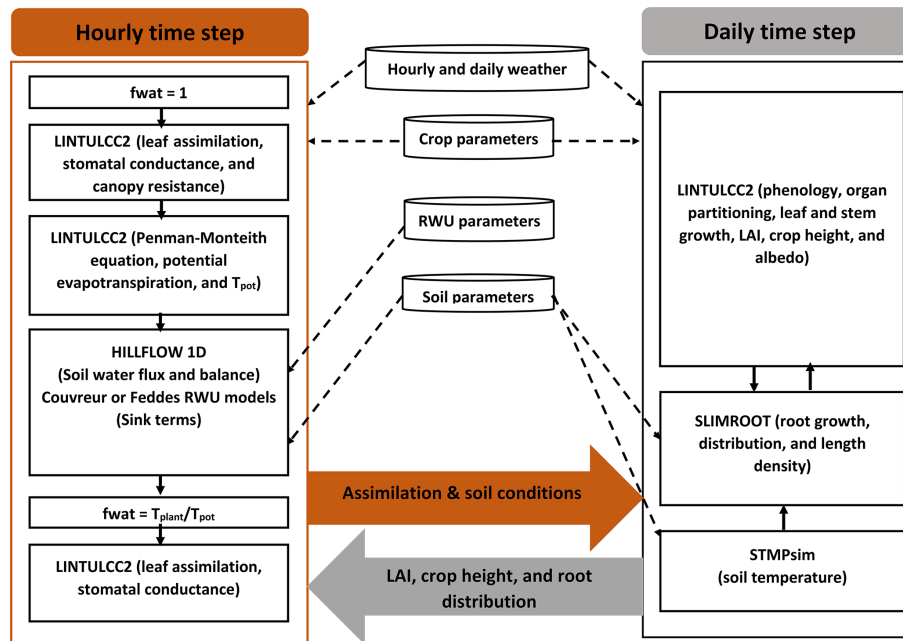 Hourly time step
Daily time step
Hourly and daily weather
fwat = 1
Crop parameters
LINTULCC2 (leaf assimilation,
stomatal conductance, and
canopy resistance)
LINTULCC2 (phenology, organ
partitioning, leaf and stem
growth, LAI, crop height, and
albedo)
RWU parameters
LINTULCC2 (Penman-Monteith
equation, potential
evapotranspiration, and Tpot)
Soil parameters
HILLFLOW 1D
(Soil water flux and balance)
Couvreur or Feddes RWU models
(Sink terms)
SLIMROOT (root growth,
distribution, and length
density)
Assimilation & soil conditions
fwat = Tplant/Tpot
LINTULCC2 (leaf assimilation,
stomatal conductance)
LAI, crop height, and root
distribution
STMPsim
(soil temperature)